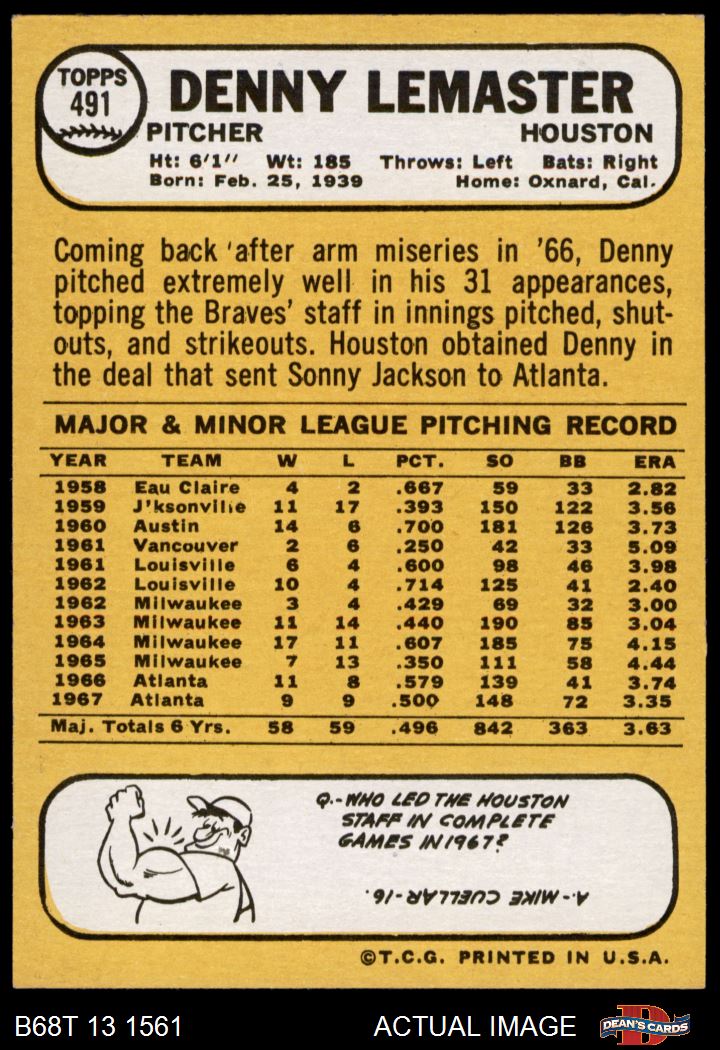 TOPPS
491
DENNY LEMASTER
PITCHER HOUSTON
Ht: 6'1" Wt: 185 Throws: Left Bats: Right
Born: Feb. 25, 1939 Home: Oxnard, Cal.
Coming back after arm miseries in '66, Denny
pitched extremely well in his 31 appearances,
topping the Braves' staff in innings pitched, shut-
outs, and strikeouts. Houston obtained Denny in
the deal that sent Sonny Jackson to Atlanta.
MAJOR & MINOR LEAGUE PITCHING RECORD
YEAR TEAM W L PCT. SO BB ERA
1958 Eau Claire 4 2 .667 59 33 2.82
1959 J'ksonville 11 17 .393 150 122 3.56
1960 Austin 14 6 .700 181 126 3.73
1961 Vancouver 2 6 .250 42 33 5.09
1961 Louisville 6 4 .600 98 46 3.98
1962 Louisville 10 4 .714 125 41 2.40
1962 Milwaukee 3 4 .429 69 32 3.00
1963 Milwaukee 11 14 .440 190 85 3.04
1964 Milwaukee 17 11 .607 185 75 4.15
1965 Milwaukee 7 13 .350 111 58 4.44
1966 Atlanta 11 8 .579 139 41 3.74
1967 Atlanta 9 9 .500 148 72 3.35
Maj. Totals 6 Yrs. 58 59 .496 842 363 3.63
Q.-WHO LED THE HOUSTON
STAFF IN COMPLETE
GAMES IN 1967?
A-. MIKE CUELLAR-16.
©T.C.G. PRINTED IN U.S.A.
B68T 13 1561 ACTUAL IMAGE D DEAN'S CARDS